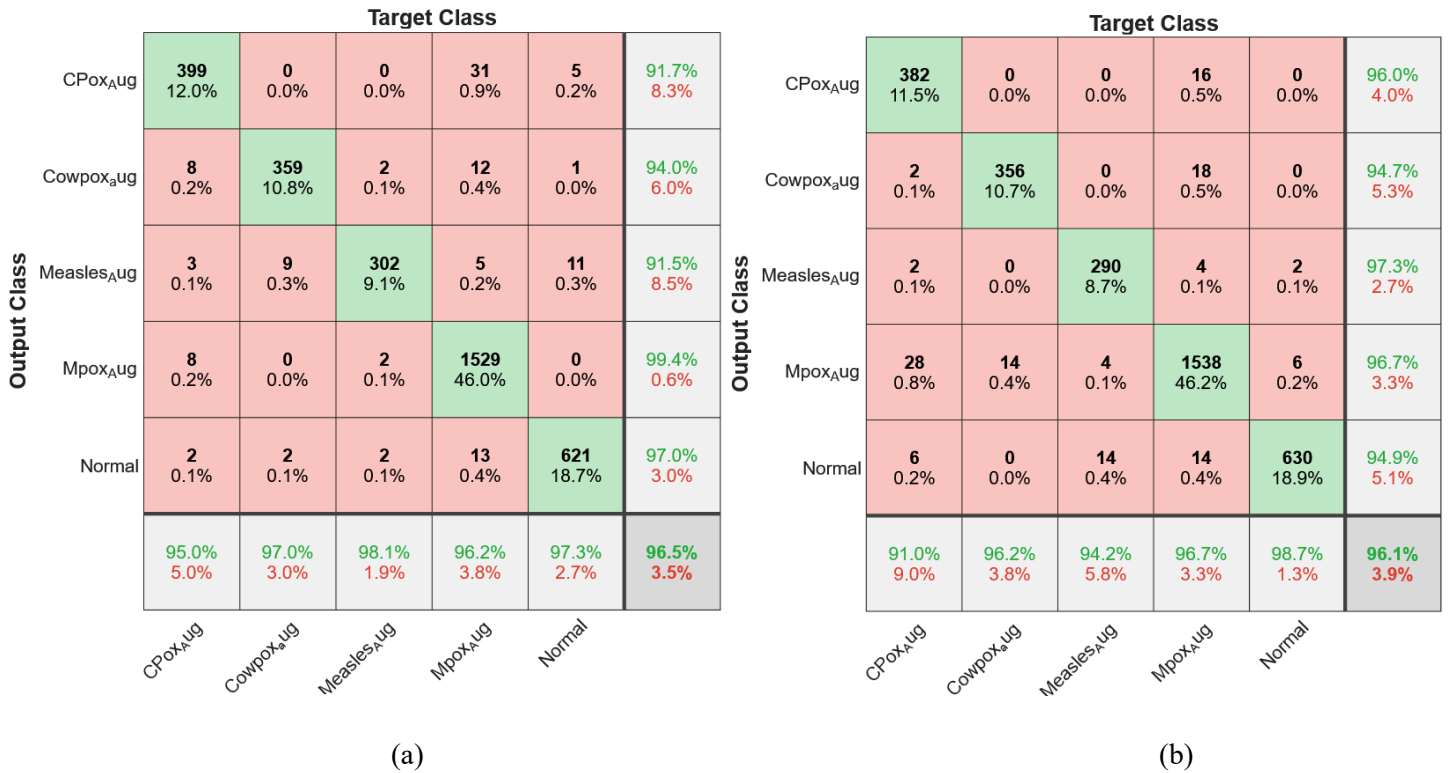 Target Class
CPoxAug 399 0 0 31 5 91.7%
12.0% 0.0% 0.0% 0.9% 0.2% 8.3%
Cowpoxaug 8 359 2 12 1 94.0%
0.2% 10.8% 0.1% 0.4% 0.0% 6.0%
MeaslesAug 3 9 302 5 11 91.5%
0.1% 0.3% 9.1% 0.2% 0.3% 8.5%
MpoxAug 8 0 2 1529 0 99.4%
0.2% 0.0% 0.1% 46.0% 0.0% 0.6%
Normal 2 2 2 13 621 97.0%
0.1% 0.1% 0.1% 0.4% 18.7% 3.0%
95.0% 97.0% 98.1% 96.2% 97.3% 96.5%
5.0% 3.0% 1.9% 3.8% 2.7% 3.5%
CPoxAug Cowpoxaug MeaslesAug MpoxAug Normal
Output Class
(a)
Target Class
CPoxAug 382 0 0 16 0 96.0%
11.5% 0.0% 0.0% 0.5% 0.0% 4.0%
Cowpoxaug 2 356 0 18 0 94.7%
0.1% 10.7% 0.0% 0.5% 0.0% 5.3%
MeaslesAug 2 0 290 4 2 97.3%
0.1% 0.0% 8.7% 0.1% 0.1% 2.7%
MpoxAug 28 14 4 1538 6 96.7%
0.8% 0.4% 0.1% 46.2% 0.2% 3.3%
Normal 6 0 14 14 630 94.9%
0.2% 0.0% 0.4% 0.4% 18.9% 5.1%
91.0% 96.2% 94.2% 96.7% 98.7% 96.1%
9.0% 3.8% 5.8% 3.3% 1.3% 3.9%
CPoxAug Cowpoxaug MeaslesAug MpoxAug Normal
Output Class
(b)